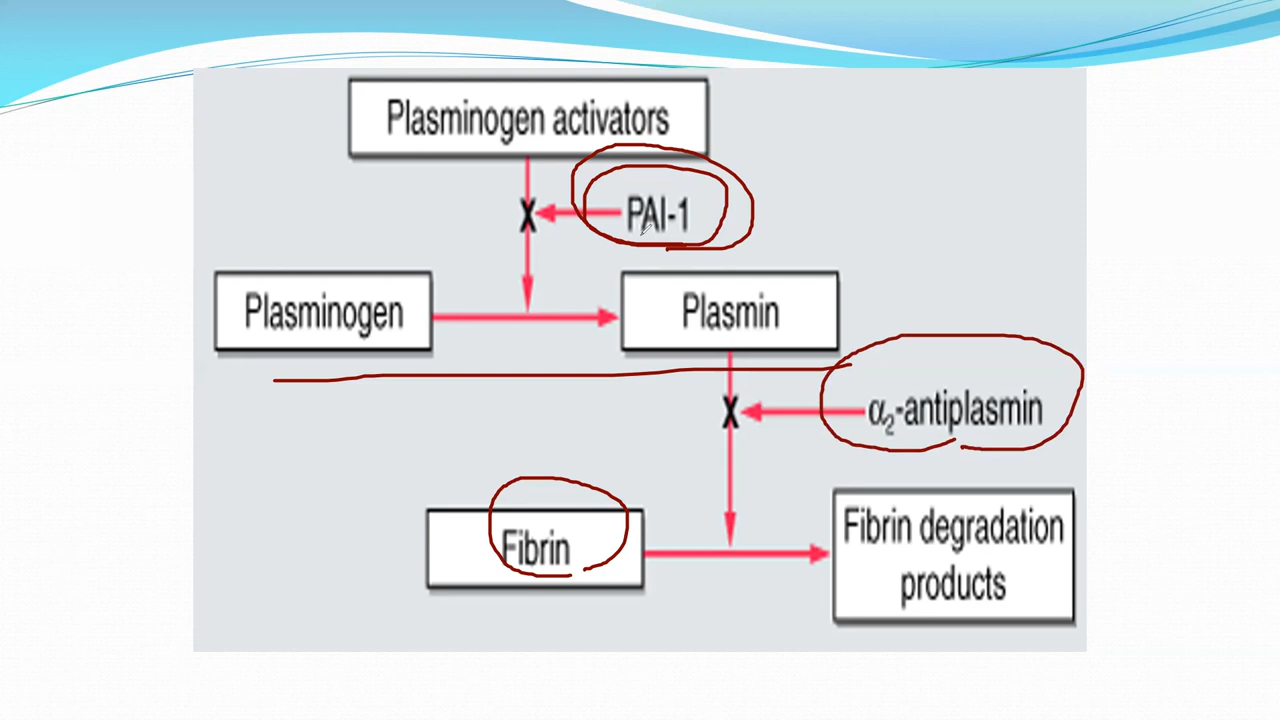 Plasminogen activators
X
PAI-1
Plasminogen
Plasmin
X
α₂-antiplasmin
Fibrin
Fibrin degradation
products